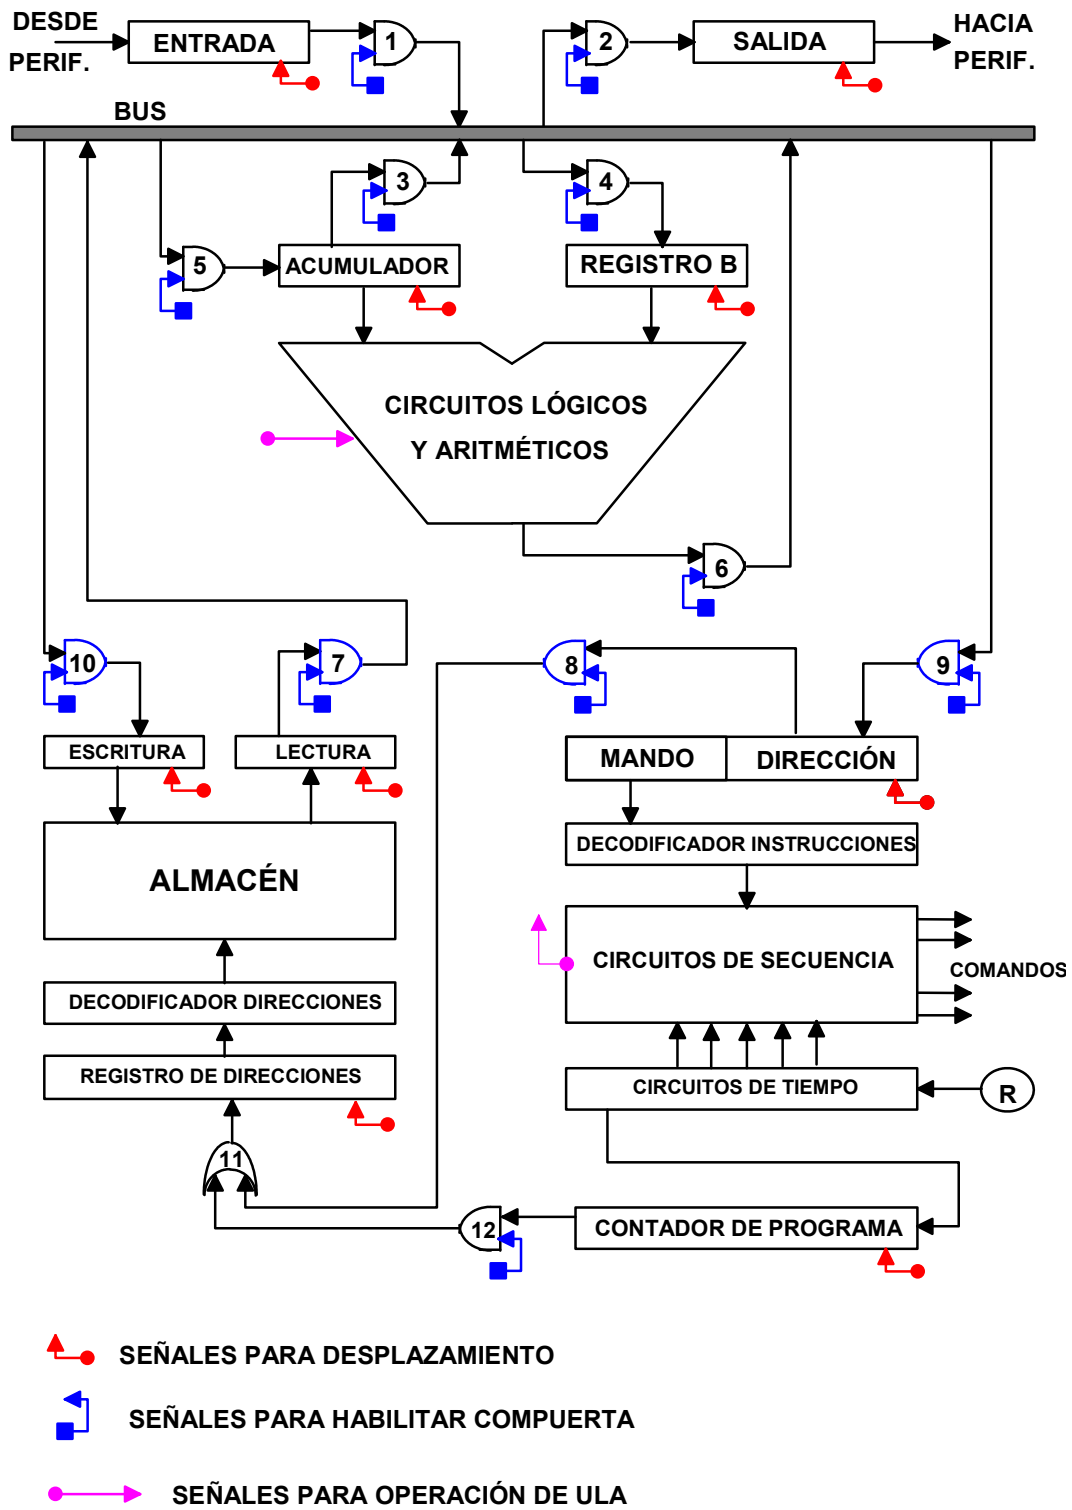 DESDE
PERIF.
ENTRADA
1
2
SALIDA
HACIA
PERIF.
BUS
3
4
5
ACUMULADOR
REGISTRO B
CIRCUITOS LÓGICOS
Y ARITMÉTICOS
6
10
7
8
9
ESCRITURA
LECTURA
MANDO
DIRECCIÓN
DECODIFICADOR INSTRUCCIONES
ALMACÉN
CIRCUITOS DE SECUENCIA
COMANDOS
DECODIFICADOR DIRECCIONES
REGISTRO DE DIRECCIONES
CIRCUITOS DE TIEMPO
R
11
12
CONTADOR DE PROGRAMA
SEÑALES PARA DESPLAZAMIENTO
SEÑALES PARA HABILITAR COMPUERTA
SEÑALES PARA OPERACIÓN DE ULA